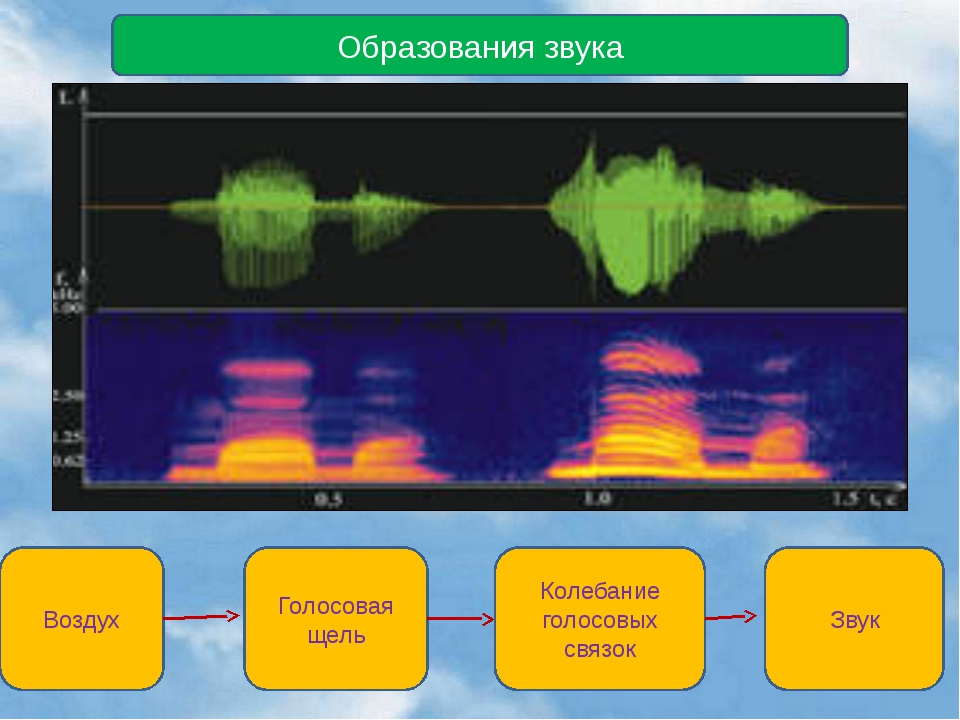 Образования звука
2.50
1.25
0.62
0,5
1.0
1.5 t, c
Воздух
Голосовая
щель
Колебание
голосовых
связок
Звук